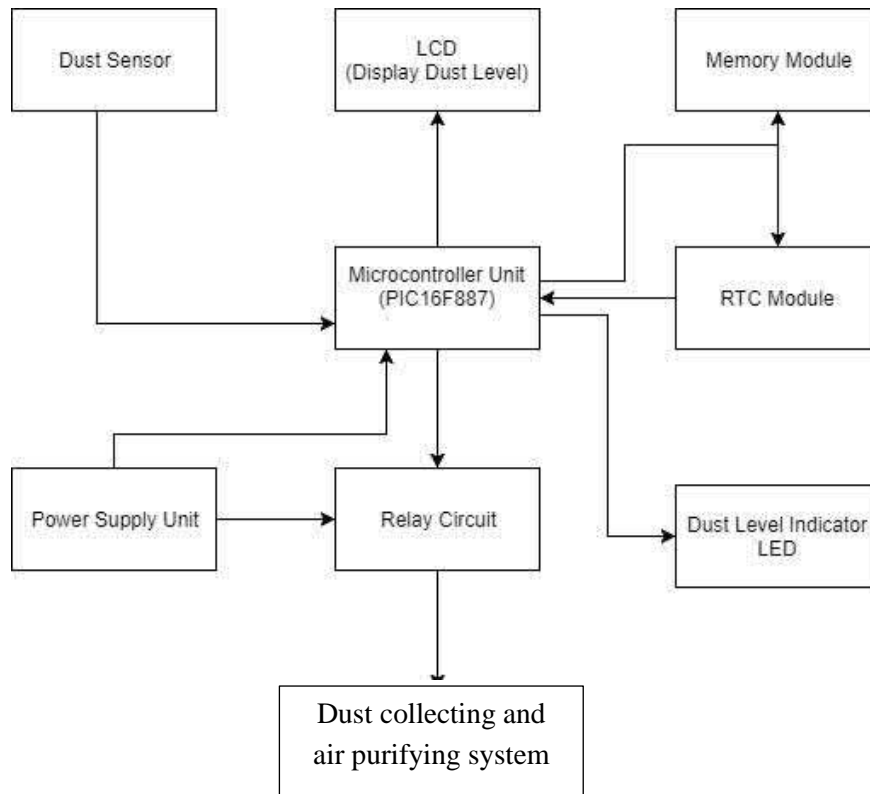 Dust Sensor
LCD
(Display Dust Level)
Memory Module
Microcontroller Unit
(PIC16F887)
RTC Module
Power Supply Unit
Relay Circuit
Dust Level Indicator
LED
Dust collecting and
air purifying system